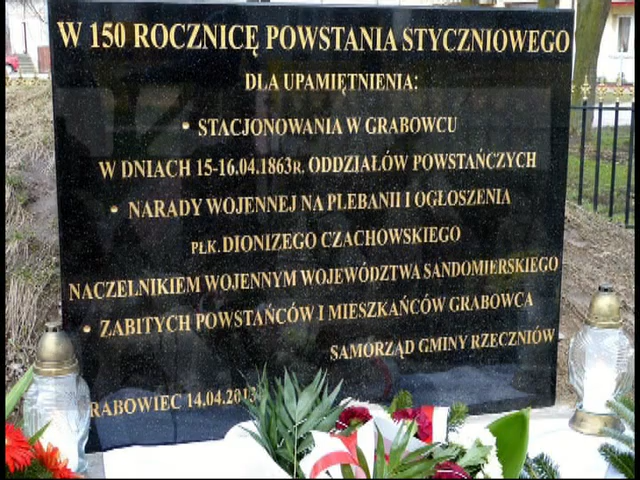 W 150 ROCZNICĘ POWSTANIA STYCZNIOWEGO
DLA UPAMIĘTNIENIA:
• STACJONOWANIA W GRABOWCU
W DNIACH 15-16.04.1863R. ODDZIAŁÓW POWSTAŃCZYCH
• NARADY WOJENNEJ NA PLEBANII I OGŁOSZENIA
PŁK. DIONIZEGO CZACHOWSKIEGO
NACZELNIKIEM WOJENNYM WOJEWÓDZTWA SANDOMIERSKIEGO
• ZABITYCH POWSTAŃCÓW I MIESZKAŃCÓW GRABOWCA
SAMORZĄD GMINY RZECZNIÓW
RABOWIEC 14.04.2013